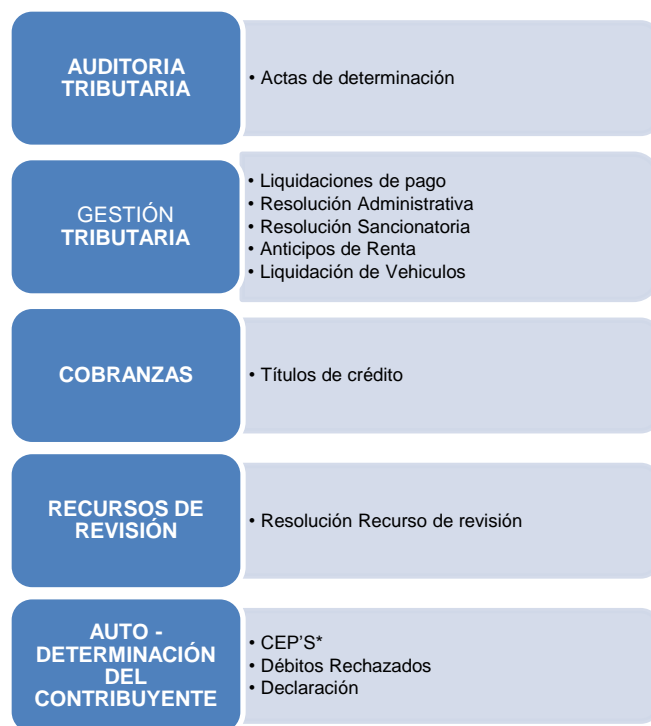 AUDITORIA
TRIBUTARIA
• Actas de determinación
GESTIÓN
TRIBUTARIA
• Liquidaciones de pago
• Resolución Administrativa
• Resolución Sancionatoria
• Anticipos de Renta
• Liquidación de Vehiculos
COBRANZAS
• Títulos de crédito
RECURSOS DE
REVISIÓN
• Resolución Recurso de revisión
AUTO -
DETERMINACIÓN
DEL
CONTRIBUYENTE
• CEP'S*
• Débitos Rechazados
• Declaración